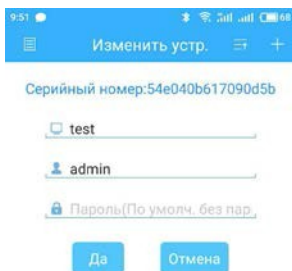 9:51 68
Изменить устр.
Серийный номер:54e040b617090d5b
test
admin
Пароль(По умолч. без пар.
Да Отмена